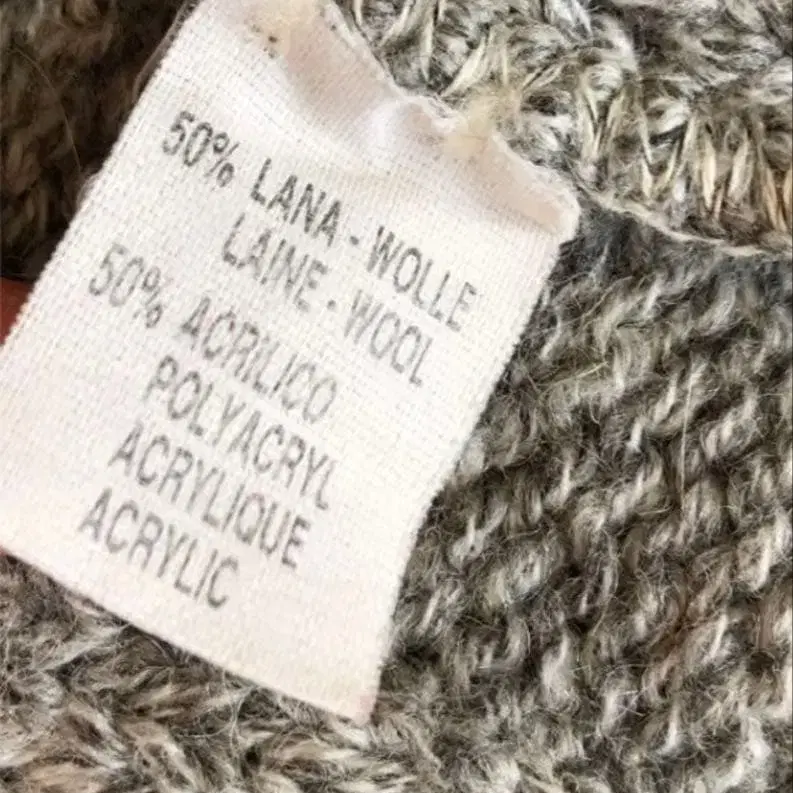 50% LANA - WOLLE
LAINE - WOOL
50% ACRILICO
POLYACRYL
ACRYLIQUE
ACRYLIC